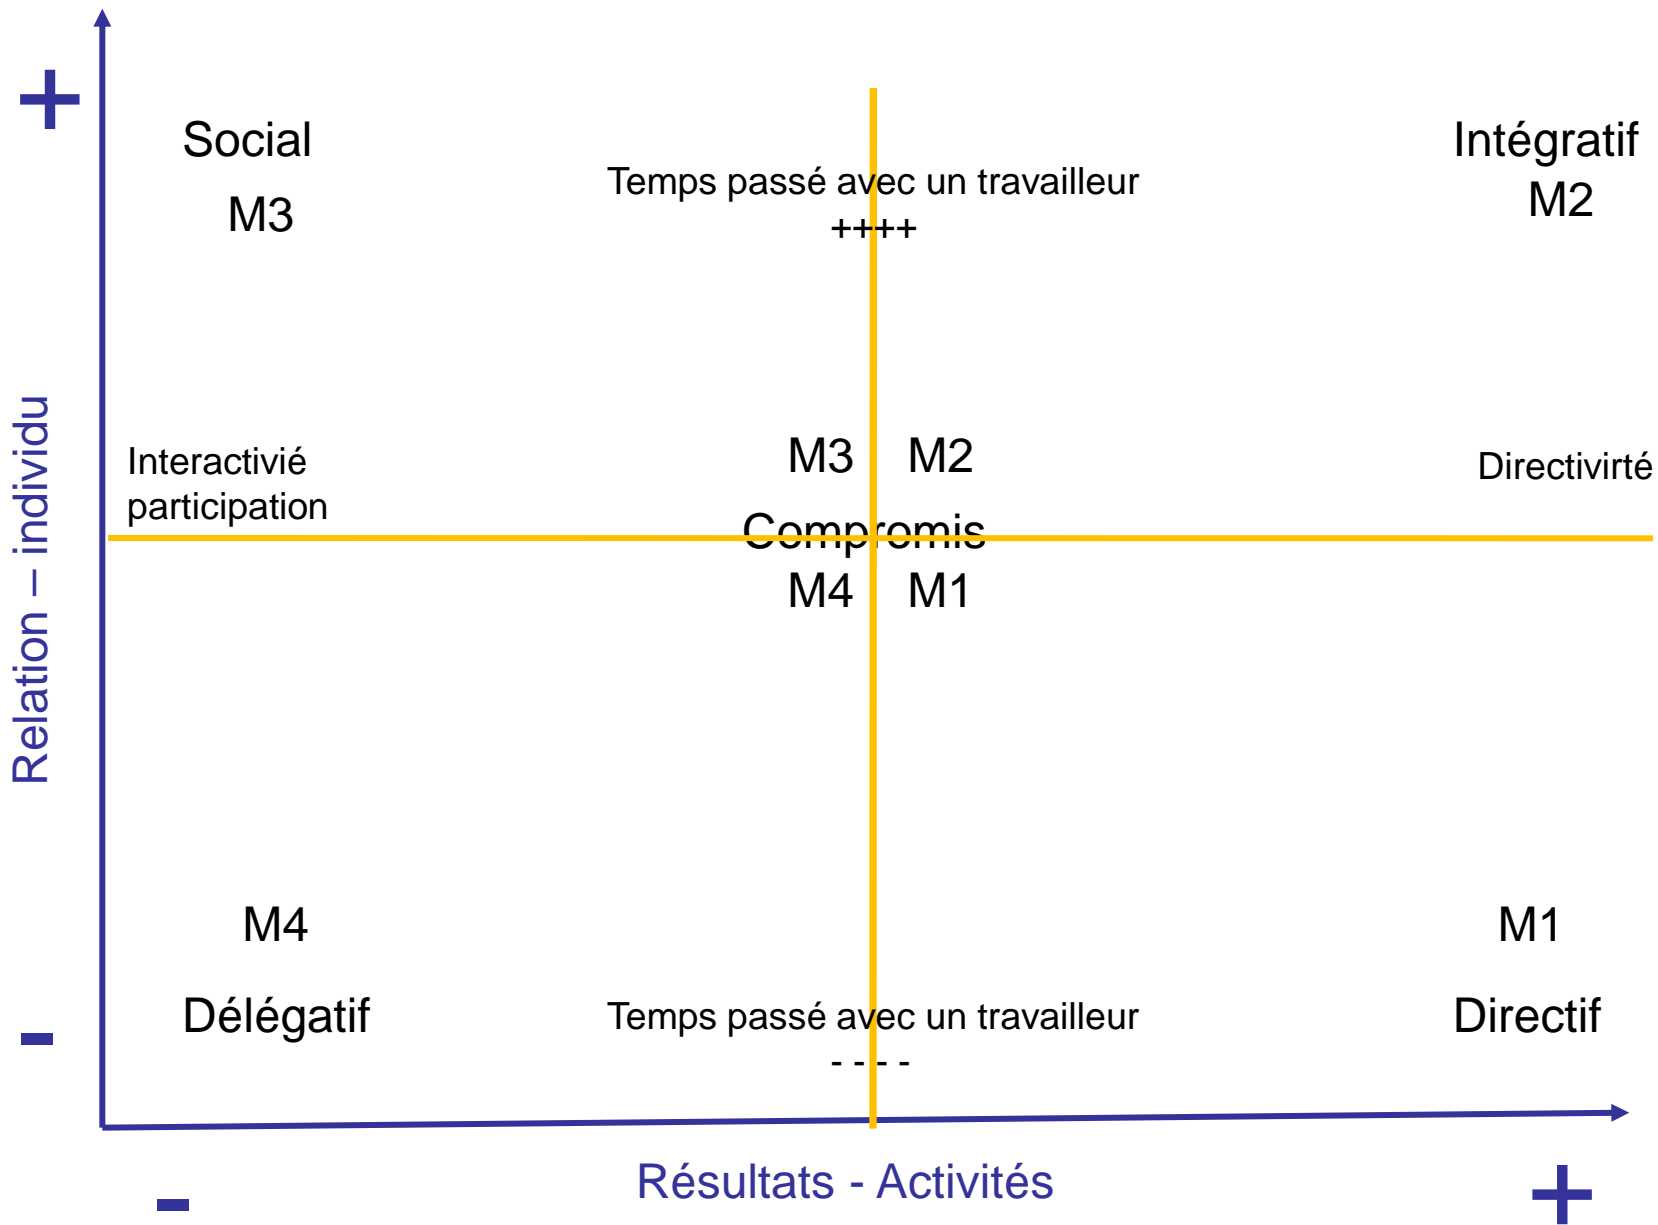 +
Social
M3
Temps passé avec un travailleur
++++
Intégratif
M2
Relation – individu
Interactivié
participation
M3 M2
Directivirté
Compromis
M4 M1
M4
M1
Délégatif
Temps passé avec un travailleur
- - - -
Directif
-
Résultats - Activités
-
+